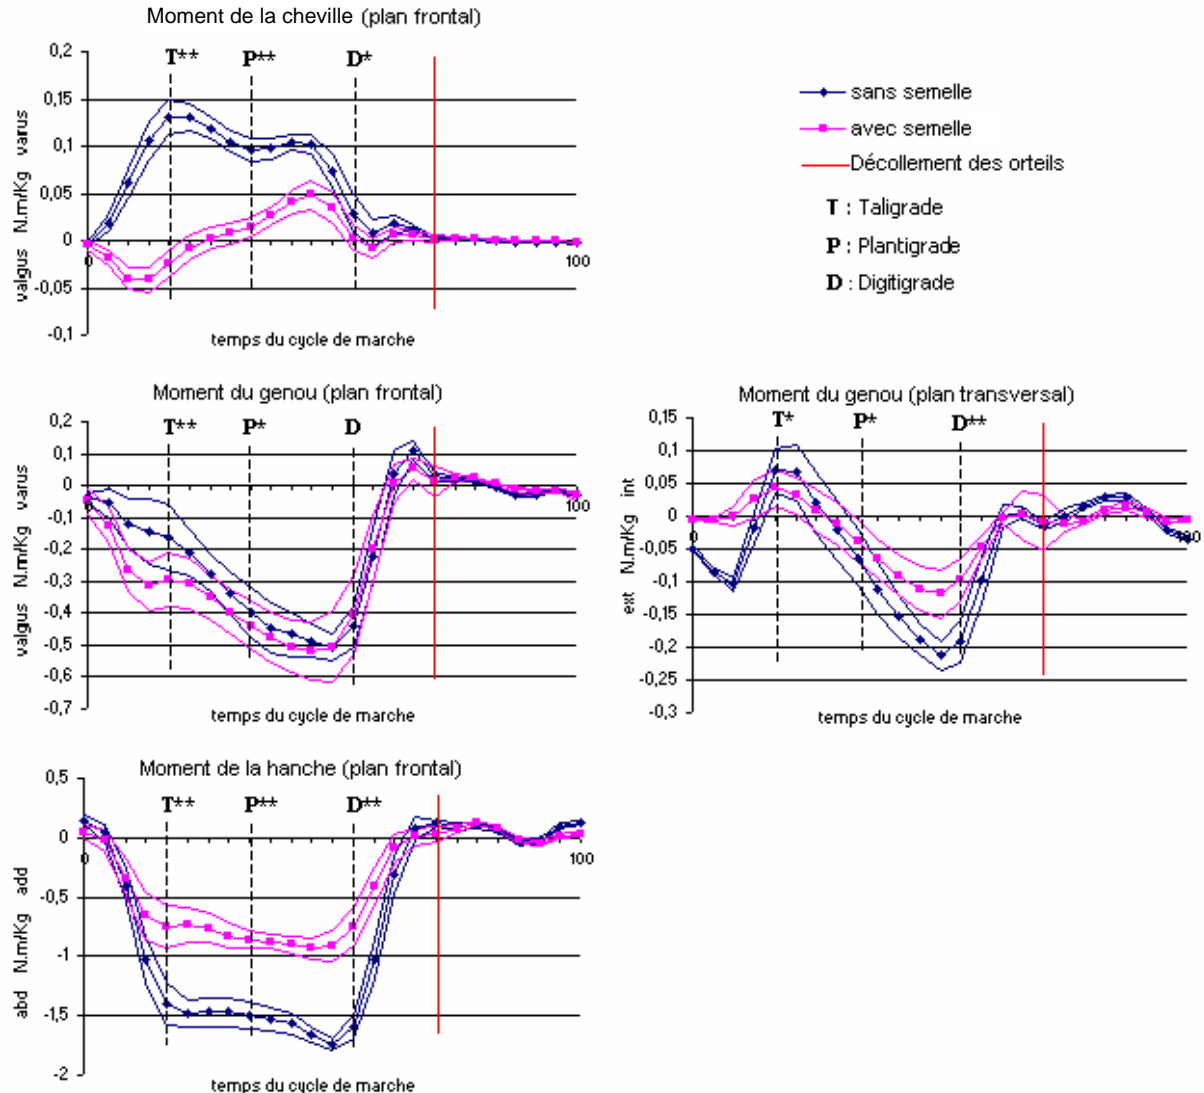 Moment de la cheville (plan frontal)
0,2
0,15
0,1
0,05
0
-0,05
-0,1
valgus N.m/Kg varus
T** P** D*
0 100
temps du cycle de marche
sans semelle
avec semelle
Décollement des orteils
T : Taligrade
P : Plantigrade
D : Digitigrade
Moment du genou (plan frontal)
0,2
0,1
0
-0,1
-0,2
-0,3
-0,4
-0,5
-0,6
-0,7
valgus N.m/Kg varus
T** P* D
0 100
temps du cycle de marche
Moment du genou (plan transversal)
0,15
0,1
0,05
0
-0,05
-0,1
-0,15
-0,2
-0,25
-0,3
ext N.m/Kg int
T* P* D**
0 100
temps du cycle de marche
Moment de la hanche (plan frontal)
0,5
0
-0,5
-1
-1,5
-2
abd N.m/Kg add
T** P** D**
0 100
temps du cycle de marche